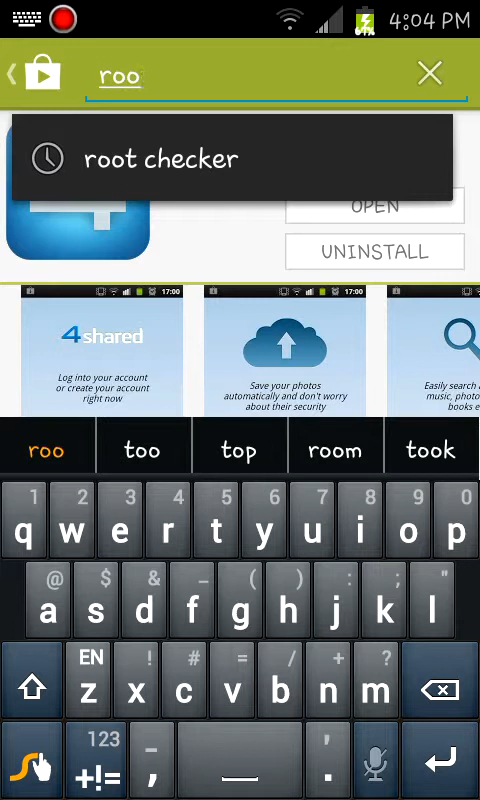 61%
4:04 PM
roo
root checker
OPEN
UNINSTALL
17:00
17:00
4shared
Log into your account
or create your account
right now
Save your photos
automatically and don't worry
about their security
Easily search
music, photo
books e
roo too top room took
1 2 3 4 5 6 7 8 9 0
q w e r t y u i o p
@ $ & _ ( ) : ; "
a s d f g h j k l
EN ! # = / + ?
z x c v b n m
123 _ '
+!= , .